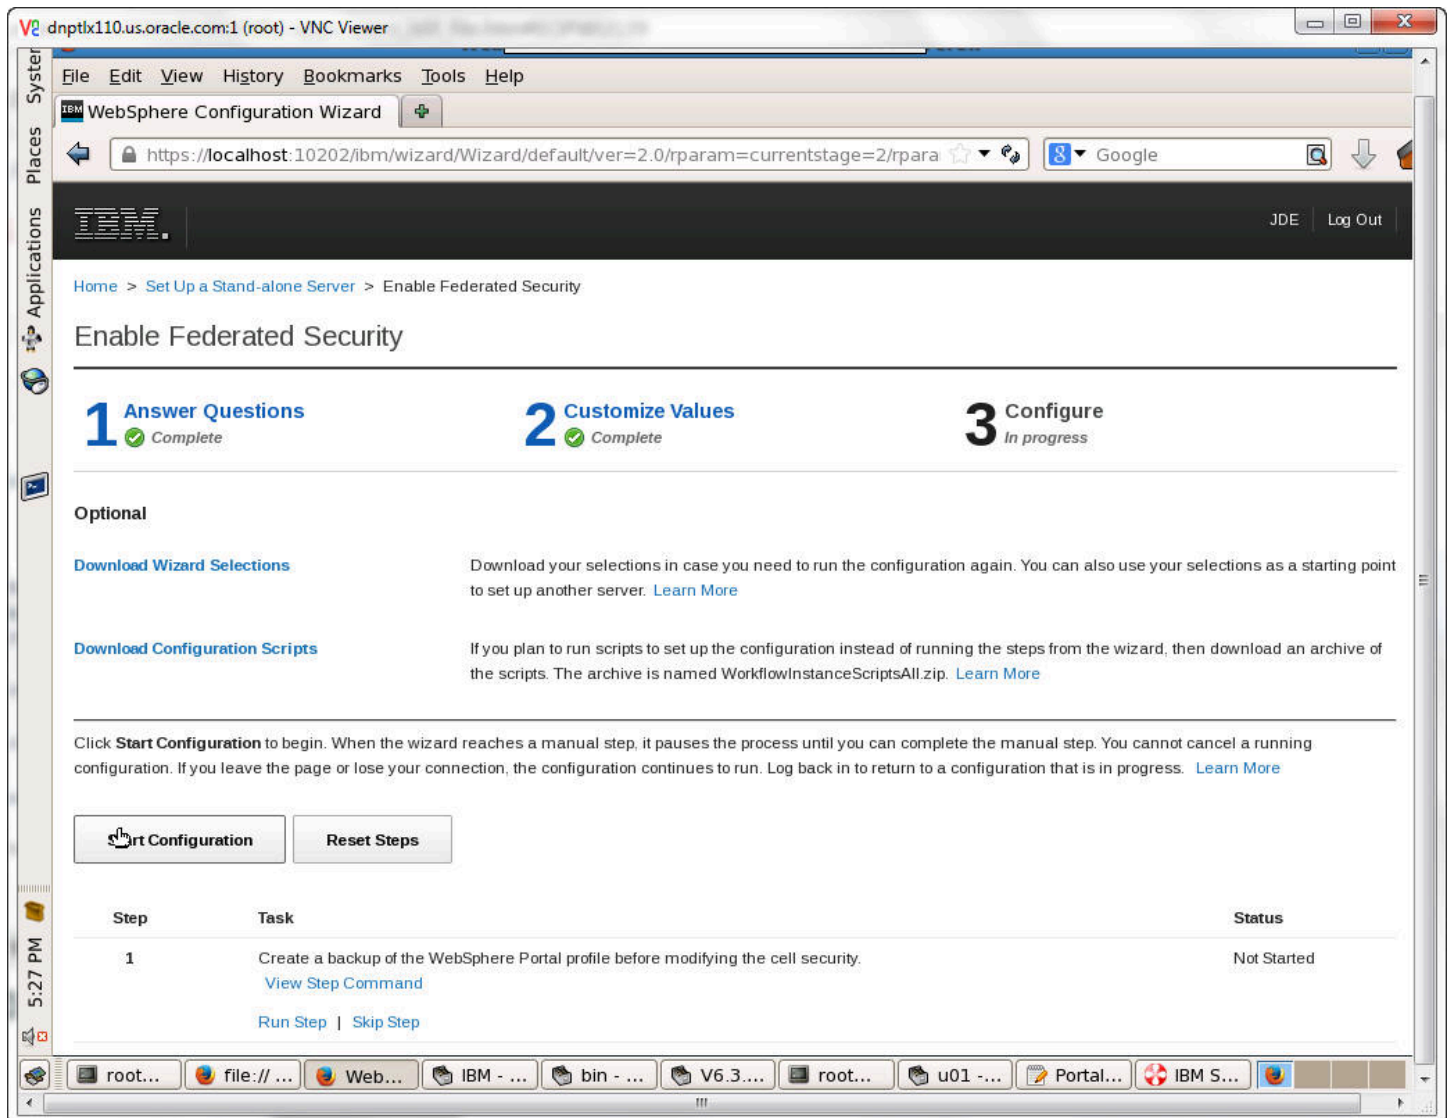 dnptlx110.us.oracle.com:1 (root) - VNC Viewer
File Edit View History Bookmarks Tools Help
WebSphere Configuration Wizard
https://localhost:10202/ibm/wizard/Wizard/default/ver=2.0/rparam=currentstage=2/rpara
Google
IBM.
JDE
Log Out
Home > Set Up a Stand-alone Server > Enable Federated Security
Enable Federated Security
1 Answer Questions
Complete
2 Customize Values
Complete
3 Configure
In progress
Optional
Download Wizard Selections
Download your selections in case you need to run the configuration again. You can also use your selections as a starting point
to set up another server. Learn More
Download Configuration Scripts
If you plan to run scripts to set up the configuration instead of running the steps from the wizard, then download an archive of
the scripts. The archive is named WorkflowInstanceScriptsAll.zip. Learn More
Click Start Configuration to begin. When the wizard reaches a manual step, it pauses the process until you can complete the manual step. You cannot cancel a running
configuration. If you leave the page or lose your connection, the configuration continues to run. Log back in to return to a configuration that is in progress. Learn More
Start Configuration
Reset Steps
Step Task Status
1 Create a backup of the WebSphere Portal profile before modifying the cell security. Not Started
View Step Command
Run Step | Skip Step
Applications Places System
5:27 PM
root...
file:// ...
Web...
IBM - ...
bin - ...
V6.3....
root...
u01 -...
Portal...
IBM S...